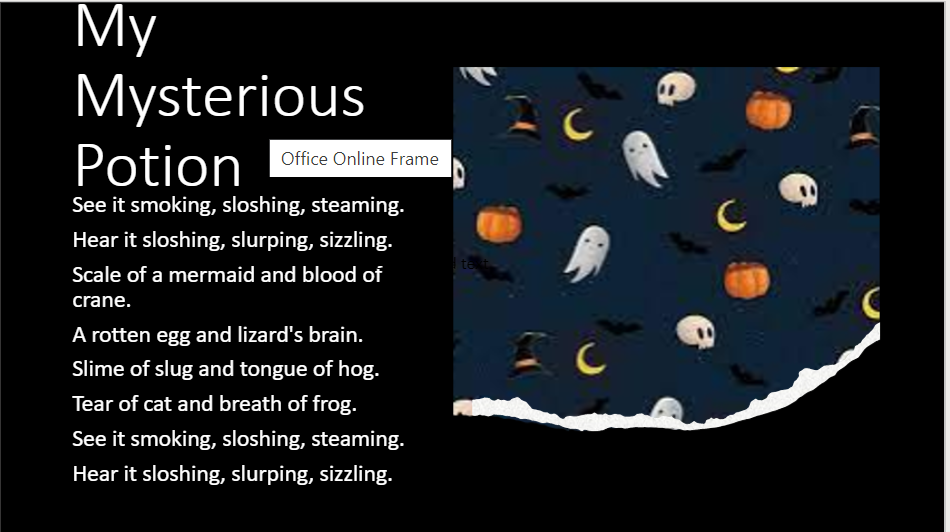 My
Mysterious
Potion
Office Online Frame
See it smoking, sloshing, steaming.
Hear it sloshing, slurping, sizzling.
Scale of a mermaid and blood of
crane.
A rotten egg and lizard's brain.
Slime of slug and tongue of hog.
Tear of cat and breath of frog.
See it smoking, sloshing, steaming.
Hear it sloshing, slurping, sizzling.